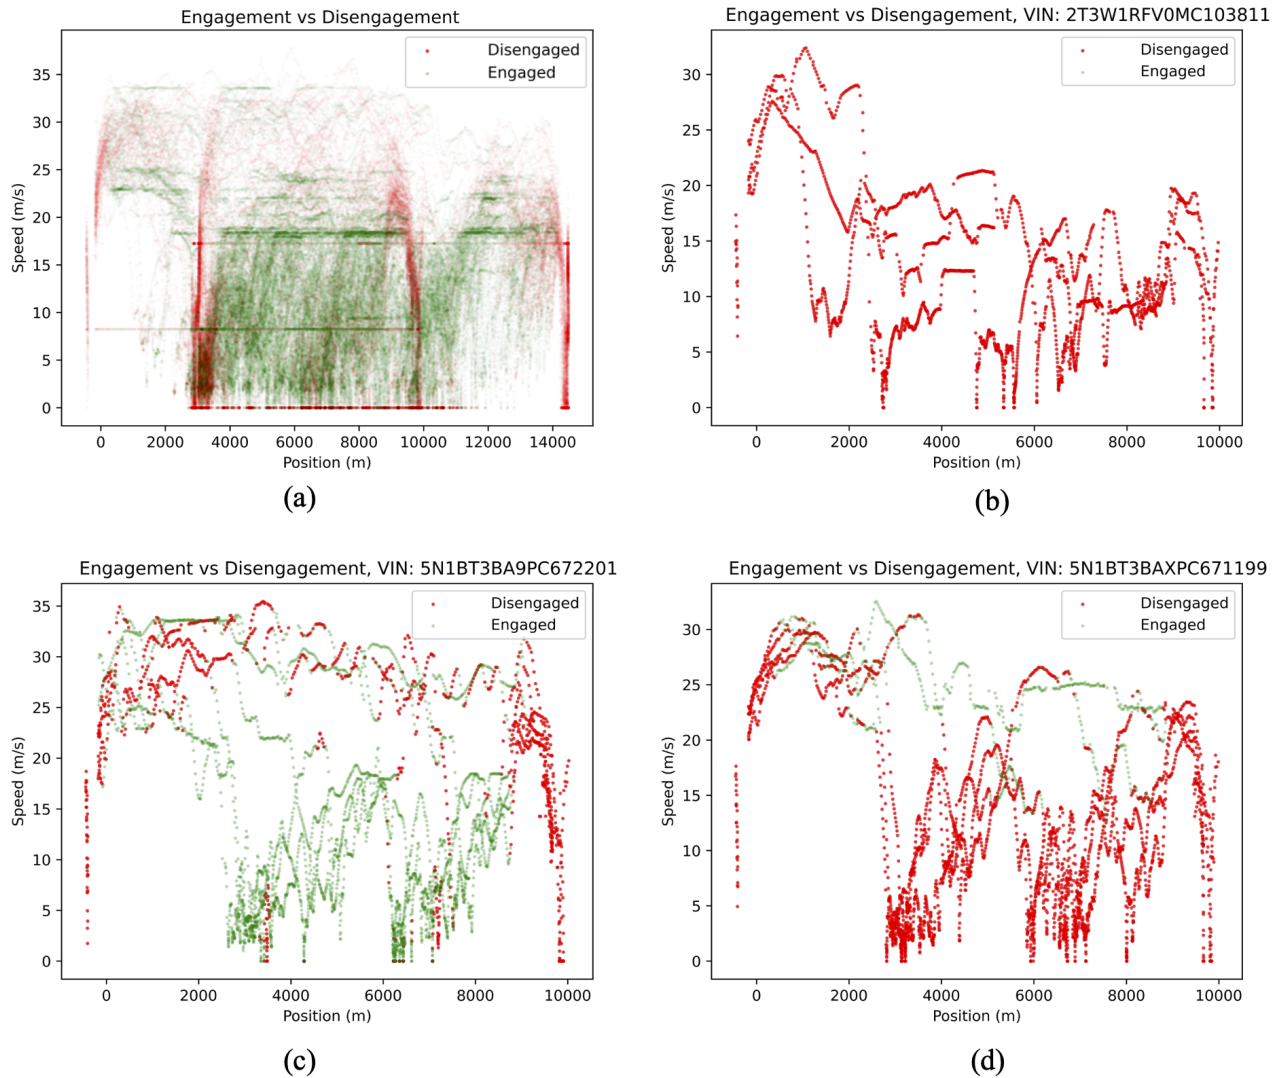 Engagement vs Disengagement
Disengaged
Engaged
35
30
25
20
15
10
5
0
Speed (m/s)
0 2000 4000 6000 8000 10000 12000 14000
Position (m)
(a)
Engagement vs Disengagement, VIN: 2T3W1RFV0MC103811
Disengaged
Engaged
30
25
20
15
10
5
0
Speed (m/s)
0 2000 4000 6000 8000 10000
Position (m)
(b)
Engagement vs Disengagement, VIN: 5N1BT3BA9PC672201
Disengaged
Engaged
35
30
25
20
15
10
5
0
Speed (m/s)
0 2000 4000 6000 8000 10000
Position (m)
(c)
Engagement vs Disengagement, VIN: 5N1BT3BAXPC671199
Disengaged
Engaged
30
25
20
15
10
5
0
Speed (m/s)
0 2000 4000 6000 8000 10000
Position (m)
(d)